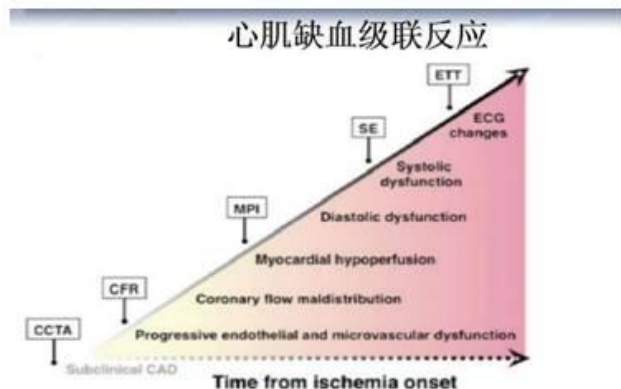 心肌缺血级联反应
ETT
ECG
changes
SE
Systolic
dysfunction
MPI
Diastolic dysfunction
Myocardial hypoperfusion
CFR
Coronary flow maldistribution
CCTA
Progressive endothelial and microvascular dysfunction
Subclinical CAD
Time from ischemia onset